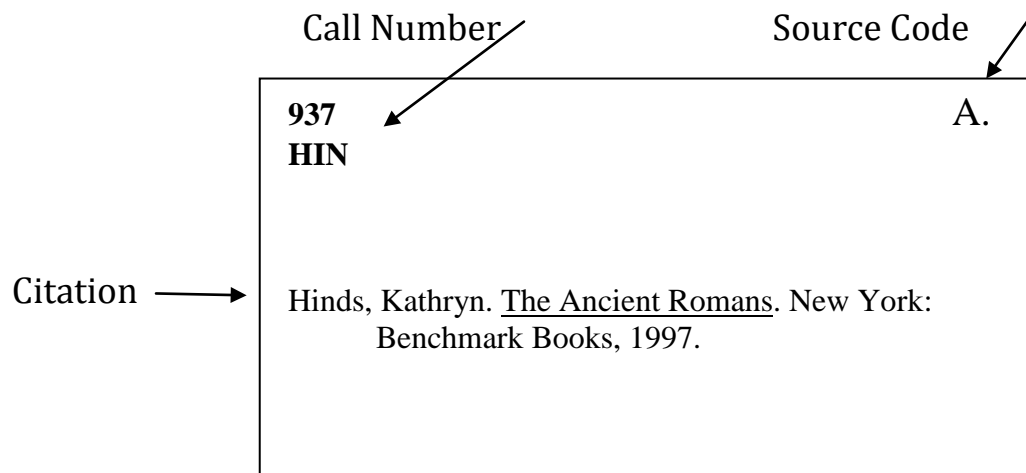 Call Number Source Code
937 A.
HIN
Citation
Hinds, Kathryn. The Ancient Romans. New York:
Benchmark Books, 1997.